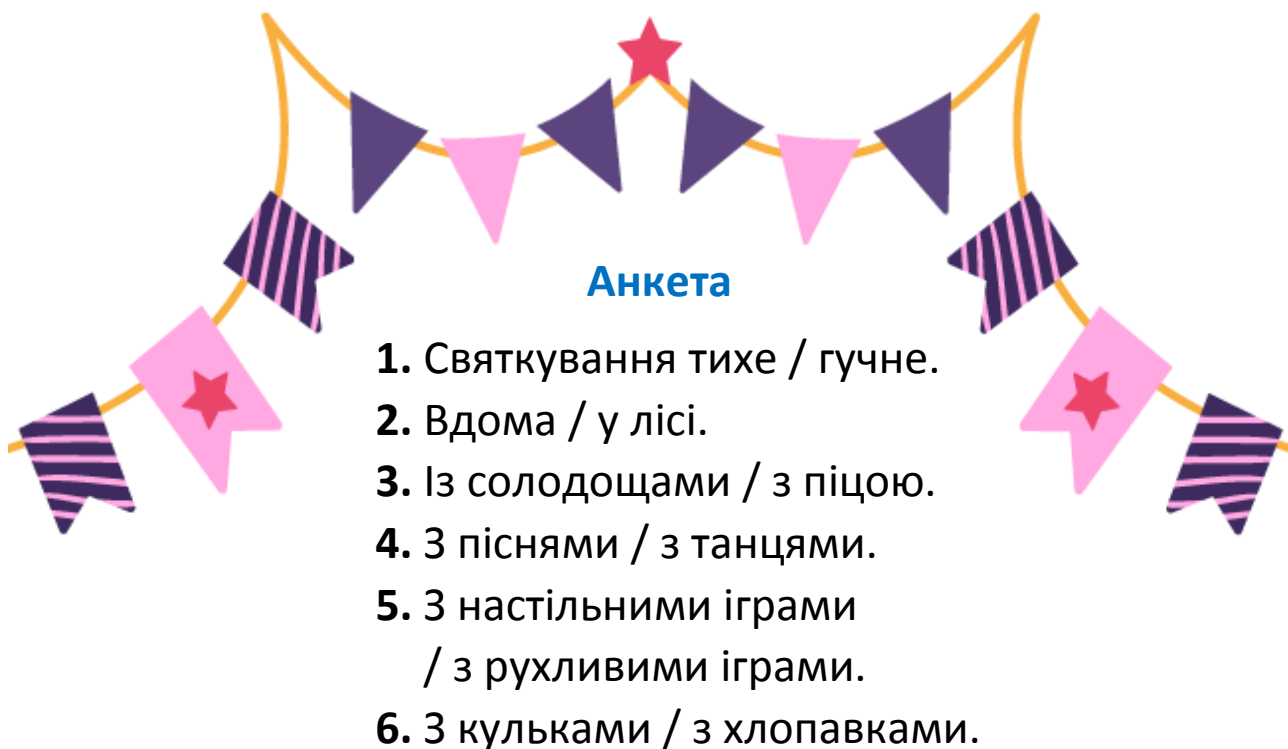 Анкета
1. Святкування тихе / гучне.
2. Вдома / у лісі.
3. Із солодощами / з піцою.
4. З піснями / з танцями.
5. З настільними іграми
/ з рухливими іграми.
6. З кульками / з хлопавками.